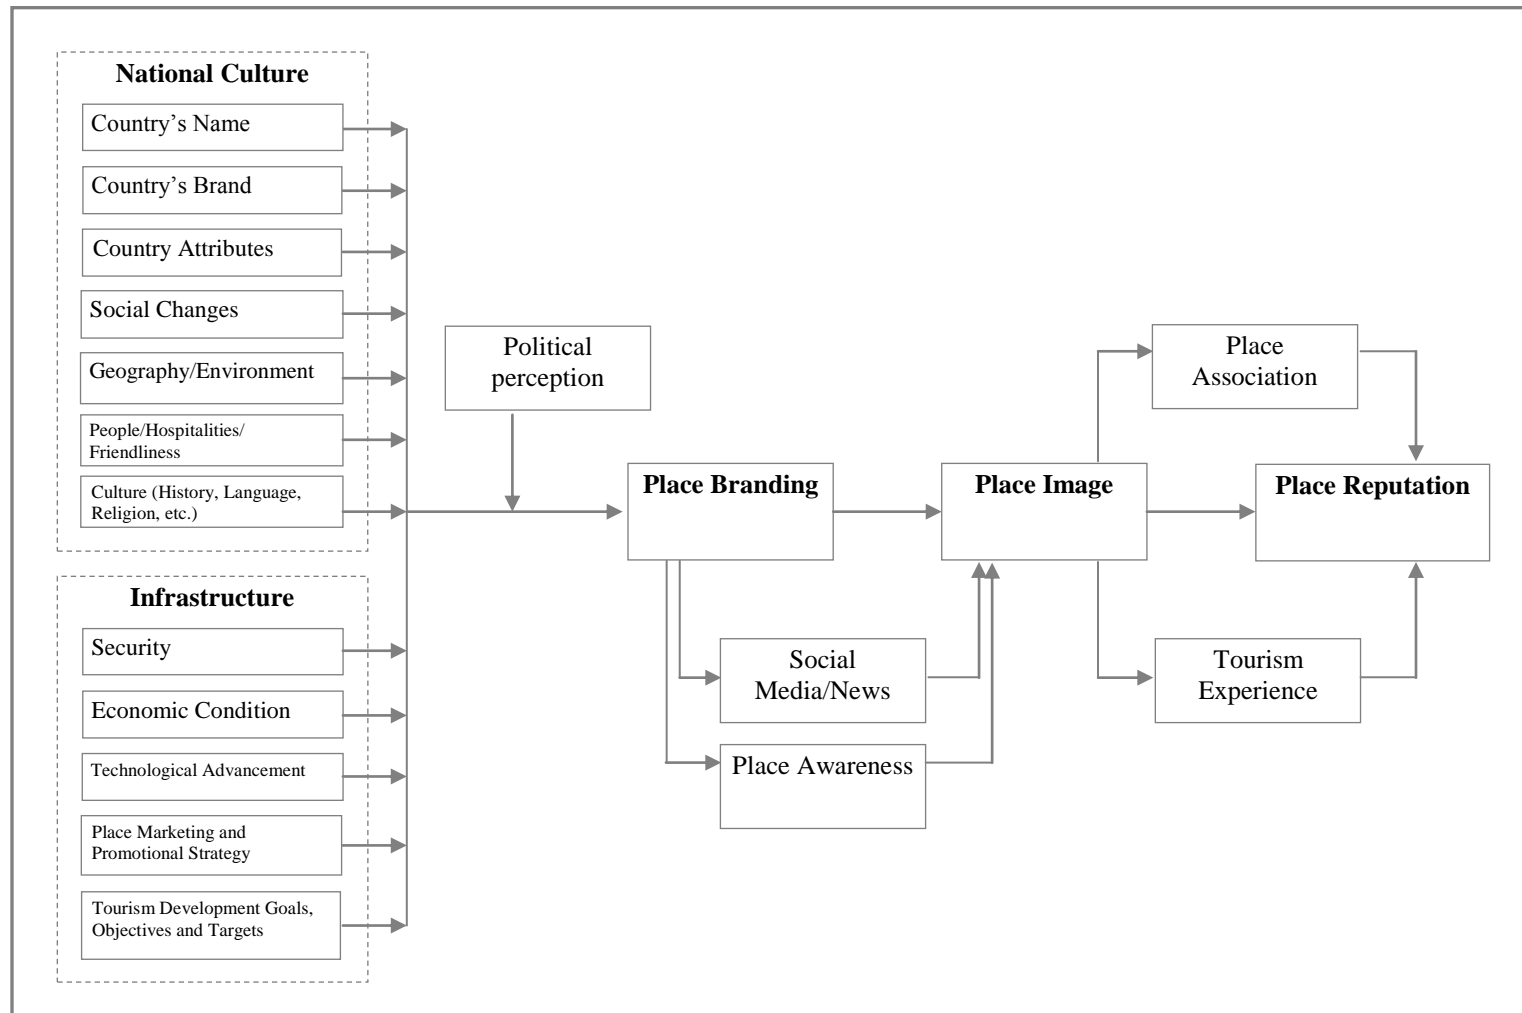 National Culture
Country’s Name
Country’s Brand
Country Attributes
Social Changes
Geography/Environment
People/Hospitalities/
Friendliness
Culture (History, Language,
Religion, etc.)
Infrastructure
Security
Economic Condition
Technological Advancement
Place Marketing and
Promotional Strategy
Tourism Development Goals,
Objectives and Targets
Political
perception
Place Branding
Social
Media/News
Place Awareness
Place Image
Place
Association
Tourism
Experience
Place Reputation